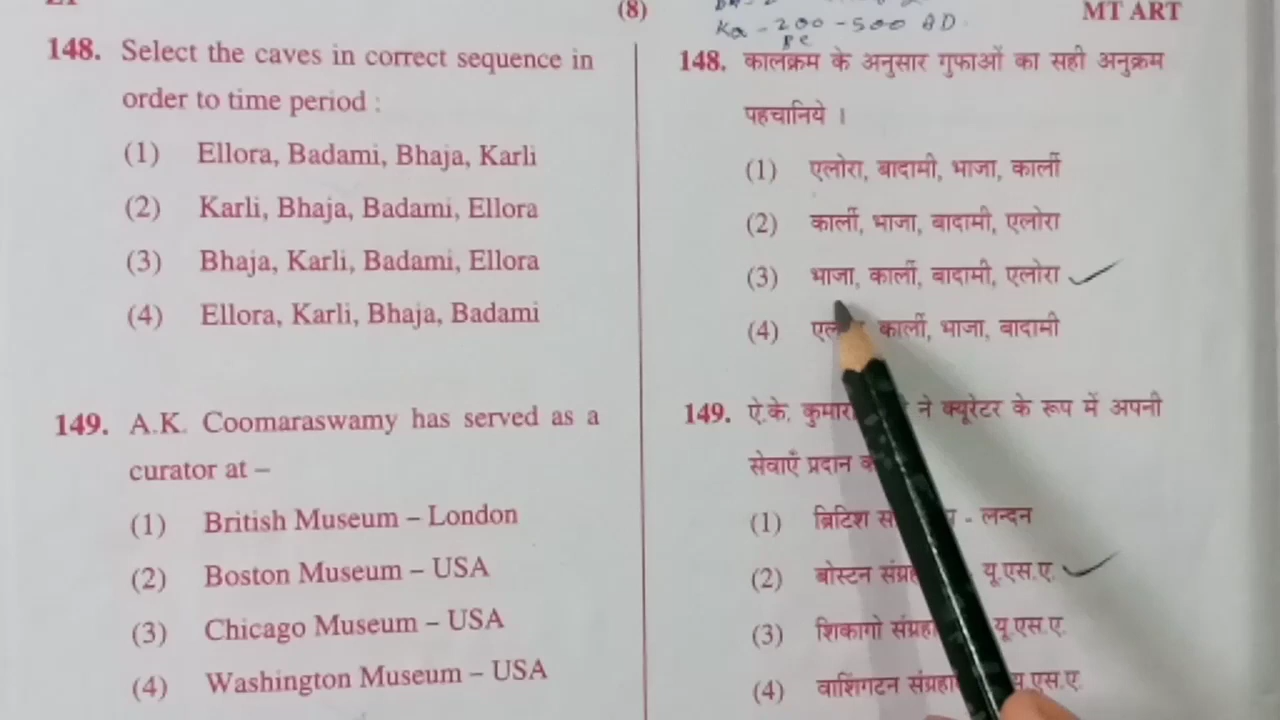 (8)
MT ART
Ka - 200 - 500 AD.
BC
148. Select the caves in correct sequence in
order to time period :
(1) Ellora, Badami, Bhaja, Karli
(2) Karli, Bhaja, Badami, Ellora
(3) Bhaja, Karli, Badami, Ellora
(4) Ellora, Karli, Bhaja, Badami
149. A.K. Coomaraswamy has served as a
curator at –
(1) British Museum – London
(2) Boston Museum – USA
(3) Chicago Museum – USA
(4) Washington Museum – USA
148. कालक्रम के अनुसार गुफाओं का सही अनुक्रम
पहचानिये ।
(1) एलोरा, बादामी, भाजा, कार्ली
(2) कार्ली, भाजा, बादामी, एलोरा
(3) भाजा, कार्ली, बादामी, एलोरा
(4) कार्ली, भाजा, बादामी
149. ऐ.के. ने क्यूरेटर के रूप में अपनी
सेवाएँ प्रदान
(1) ब्रिटिश - लन्दन
(2) बोस्टन यू.एस.ए.
(3) शिकागो यू.एस.ए.
(4) वाशिंगटन यू.एस.ए.